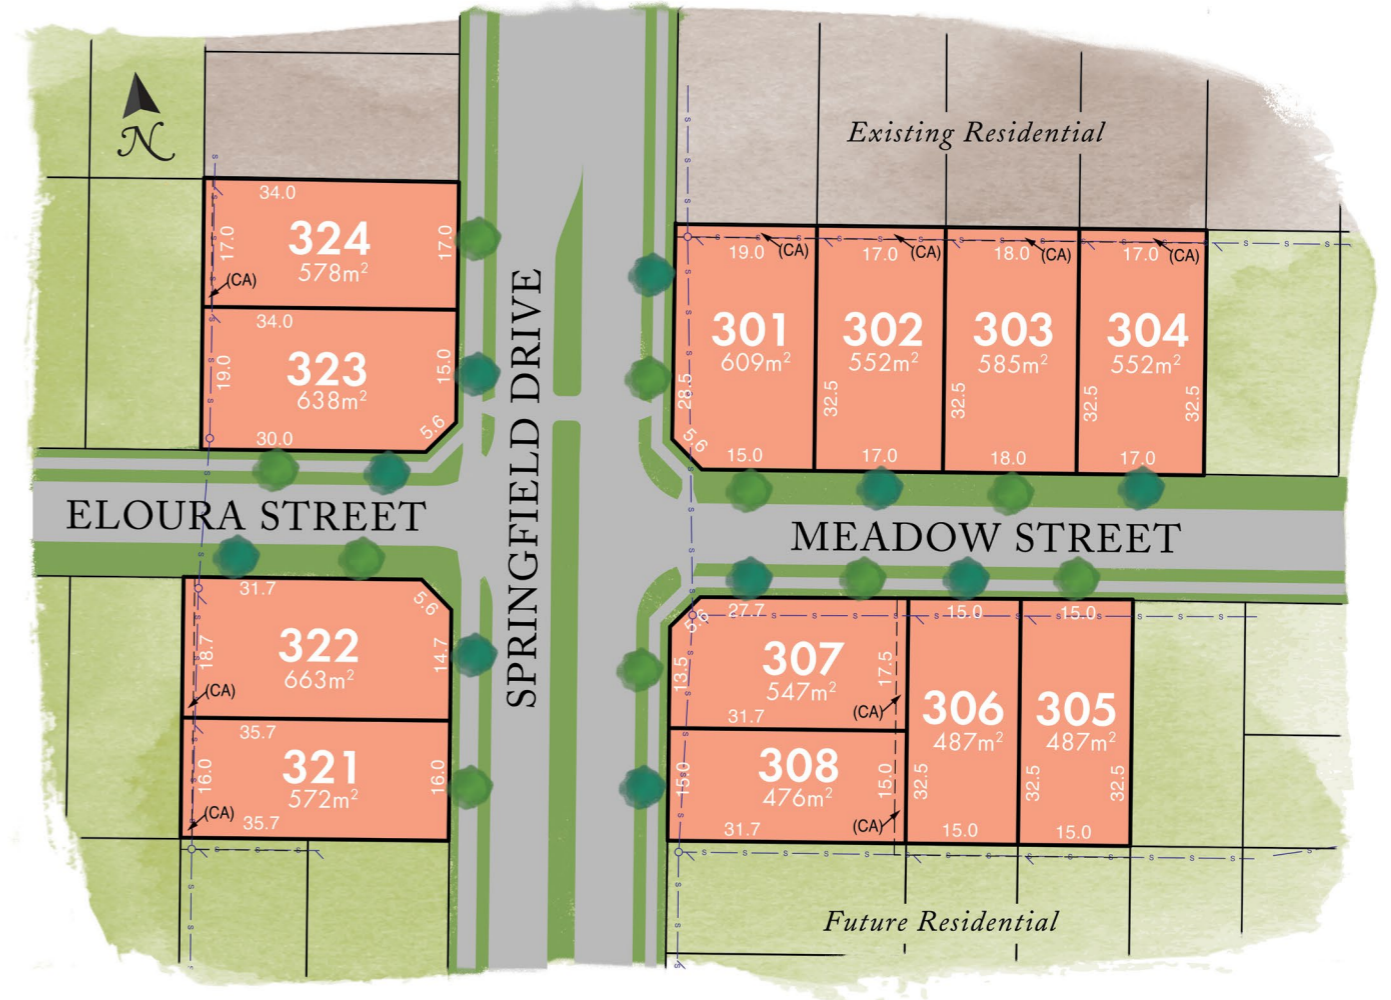 N
Existing Residential
34.0
17.0
324
578m²
17.0
(CA)
34.0
19.0
323
638m²
15.0
5.6
30.0
19.0
(CA)
301
609m²
28.5
5.6
15.0
17.0
(CA)
302
552m²
32.5
17.0
18.0
(CA)
303
585m²
32.5
18.0
17.0
(CA)
304
552m²
32.5
32.5
17.0
ELOURA STREET
SPRINGFIELD DRIVE
MEADOW STREET
31.7
5.6
18.7
322
663m²
14.7
(CA)
35.7
16.0
321
572m²
16.0
(CA)
35.7
27.7
5.6
13.5
307
547m²
17.5
(CA)
31.7
15.0
308
476m²
15.0
(CA)
31.7
15.0
306
487m²
32.5
15.0
15.0
305
487m²
32.5
32.5
15.0
Future Residential